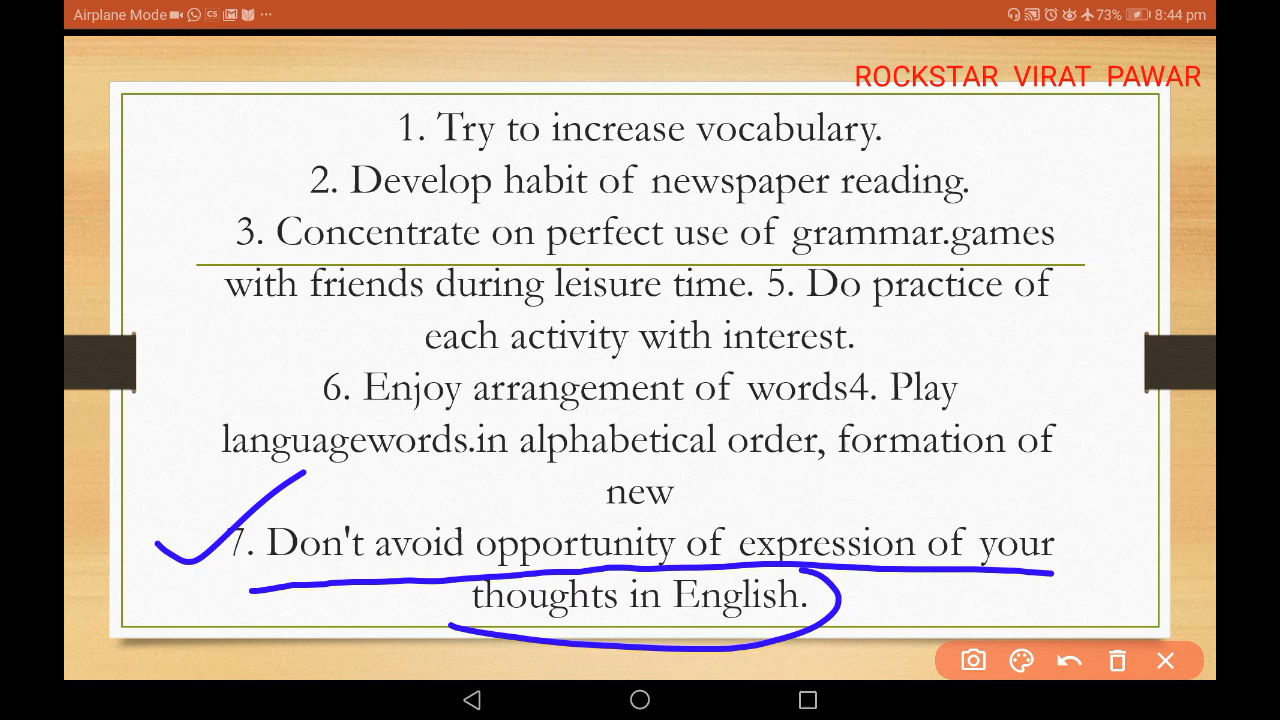 Airplane Mode CS ... 73% 8:44 pm
ROCKSTAR VIRAT PAWAR
1. Try to increase vocabulary.
2. Develop habit of newspaper reading.
3. Concentrate on perfect use of grammar.games
with friends during leisure time. 5. Do practice of
each activity with interest.
6. Enjoy arrangement of words4. Play
languagewords.in alphabetical order, formation of
new
7. Don't avoid opportunity of expression of your
thoughts in English.